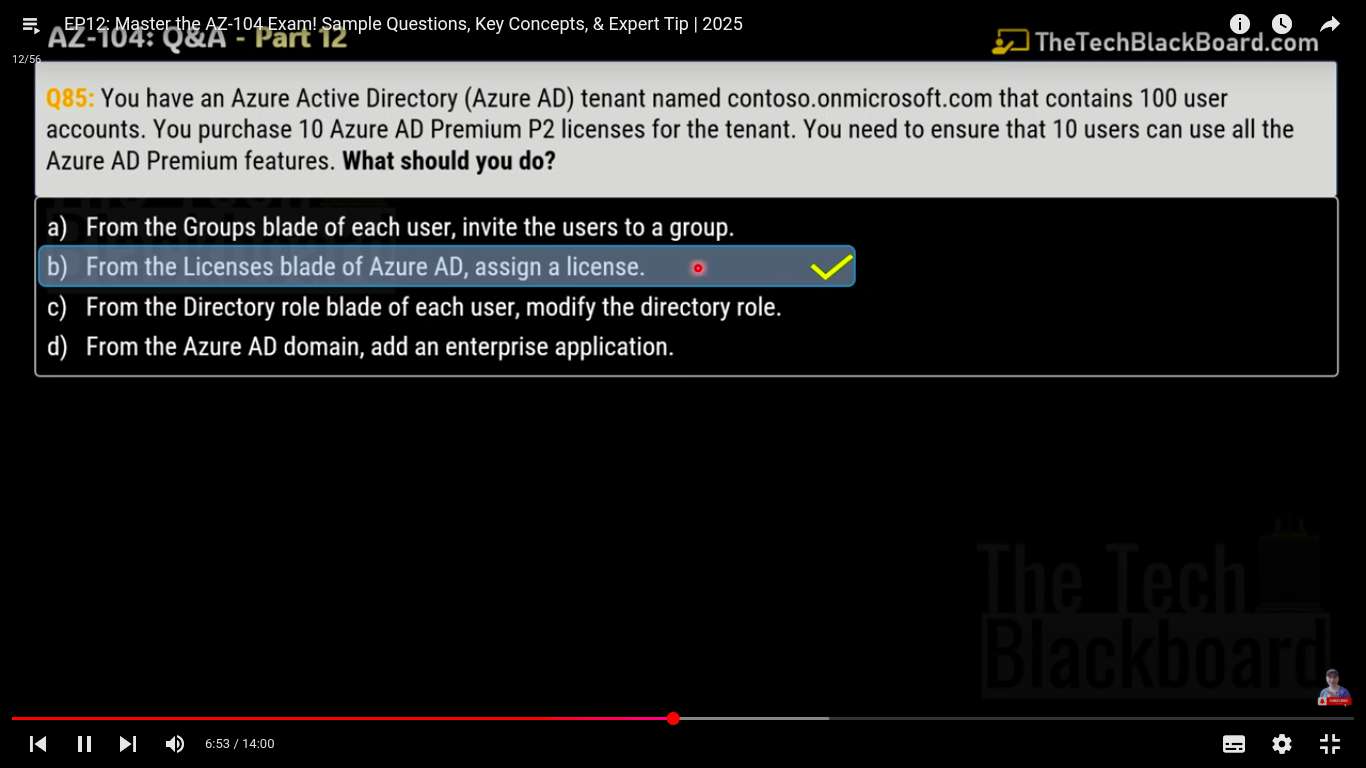 EP12: Master the AZ-104 Exam! Sample Questions, Key Concepts, & Expert Tip | 2025
AZ-104: Q&A - Part 12
TheTechBlackBoard.com
12/56
Q85: You have an Azure Active Directory (Azure AD) tenant named contoso.onmicrosoft.com that contains 100 user
accounts. You purchase 10 Azure AD Premium P2 licenses for the tenant. You need to ensure that 10 users can use all the
Azure AD Premium features. What should you do?
a) From the Groups blade of each user, invite the users to a group.
b) From the Licenses blade of Azure AD, assign a license.
c) From the Directory role blade of each user, modify the directory role.
d) From the Azure AD domain, add an enterprise application.
The Tech
Blackboard
6:53 / 14:00